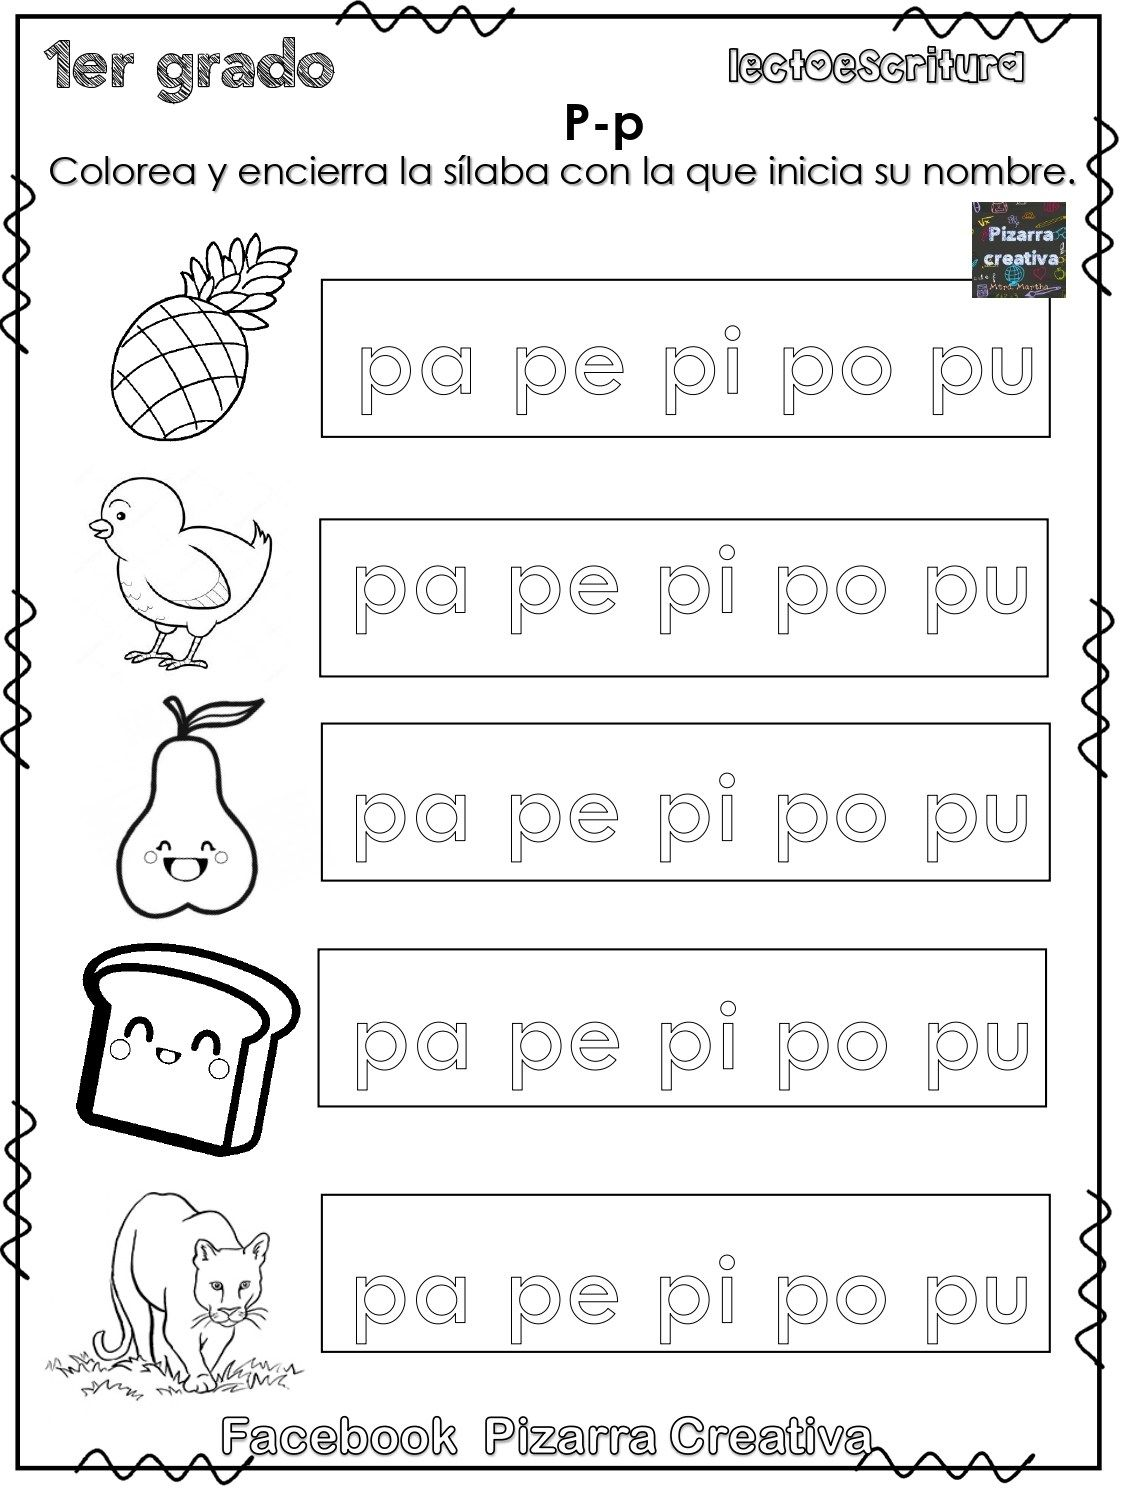 1er grado
lectoescritura
P-p
Colorea y encierra la sílaba con la que inicia su nombre.
Pizarra
creativa
Mtra Martha
pa pe pi po pu
pa pe pi po pu
pa pe pi po pu
pa pe pi po pu
pa pe pi po pu
Facebook Pizarra Creativa